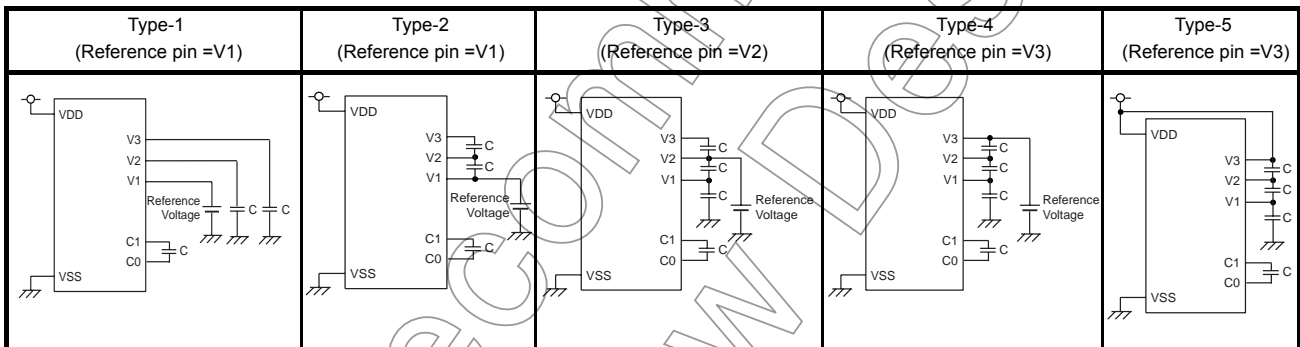 Type-1
(Reference pin =V1)
VDD
V3
V2
V1
Reference
Voltage
C
C
C1
C
C0
VSS
Type-2
(Reference pin =V1)
VDD
V3
C
V2
C
V1
Reference
Voltage
C1
C
C0
VSS
Type-3
(Reference pin =V2)
VDD
V3
C
V2
C
V1
C
Reference
Voltage
C1
C
C0
VSS
Type-4
(Reference pin =V3)
VDD
V3
C
V2
C
V1
C
Reference
Voltage
C1
C
C0
VSS
Type-5
(Reference pin =V3)
VDD
V3
C
V2
C
V1
C
C1
C
C0
VSS